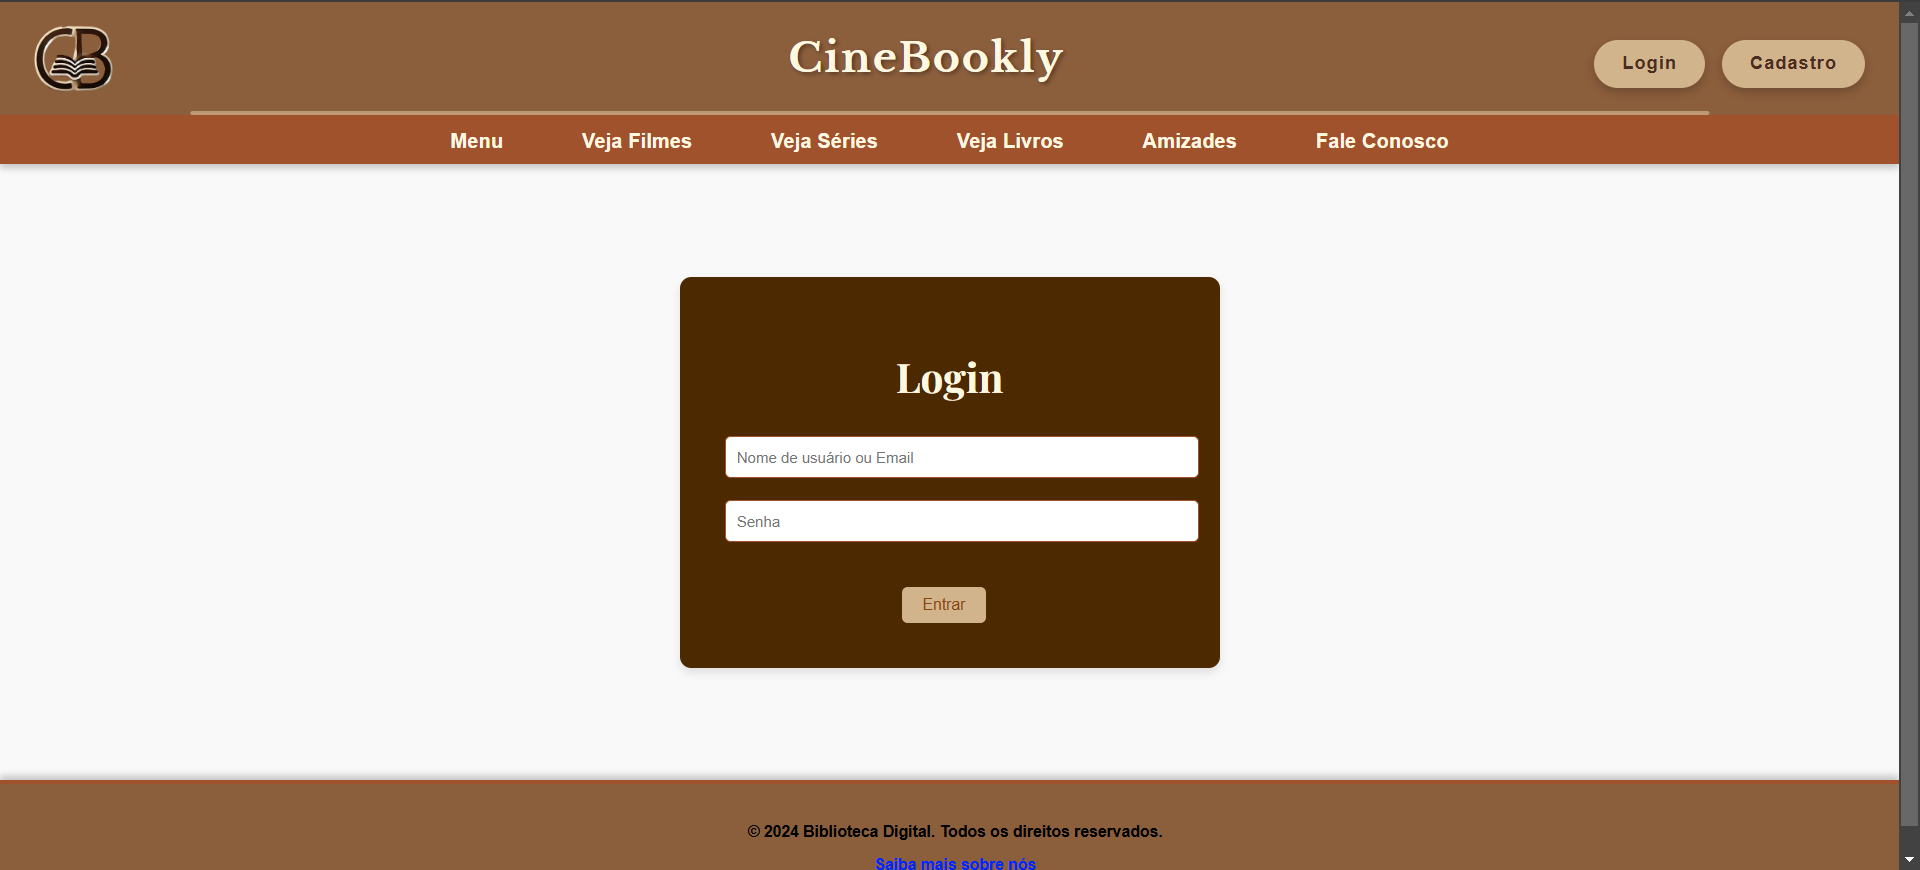 CB
CineBookly
Login
Cadastro
Menu
Veja Filmes
Veja Séries
Veja Livros
Amizades
Fale Conosco
Login
Nome de usuário ou Email
Senha
Entrar
© 2024 Biblioteca Digital. Todos os direitos reservados.
Saiba mais sobre nós